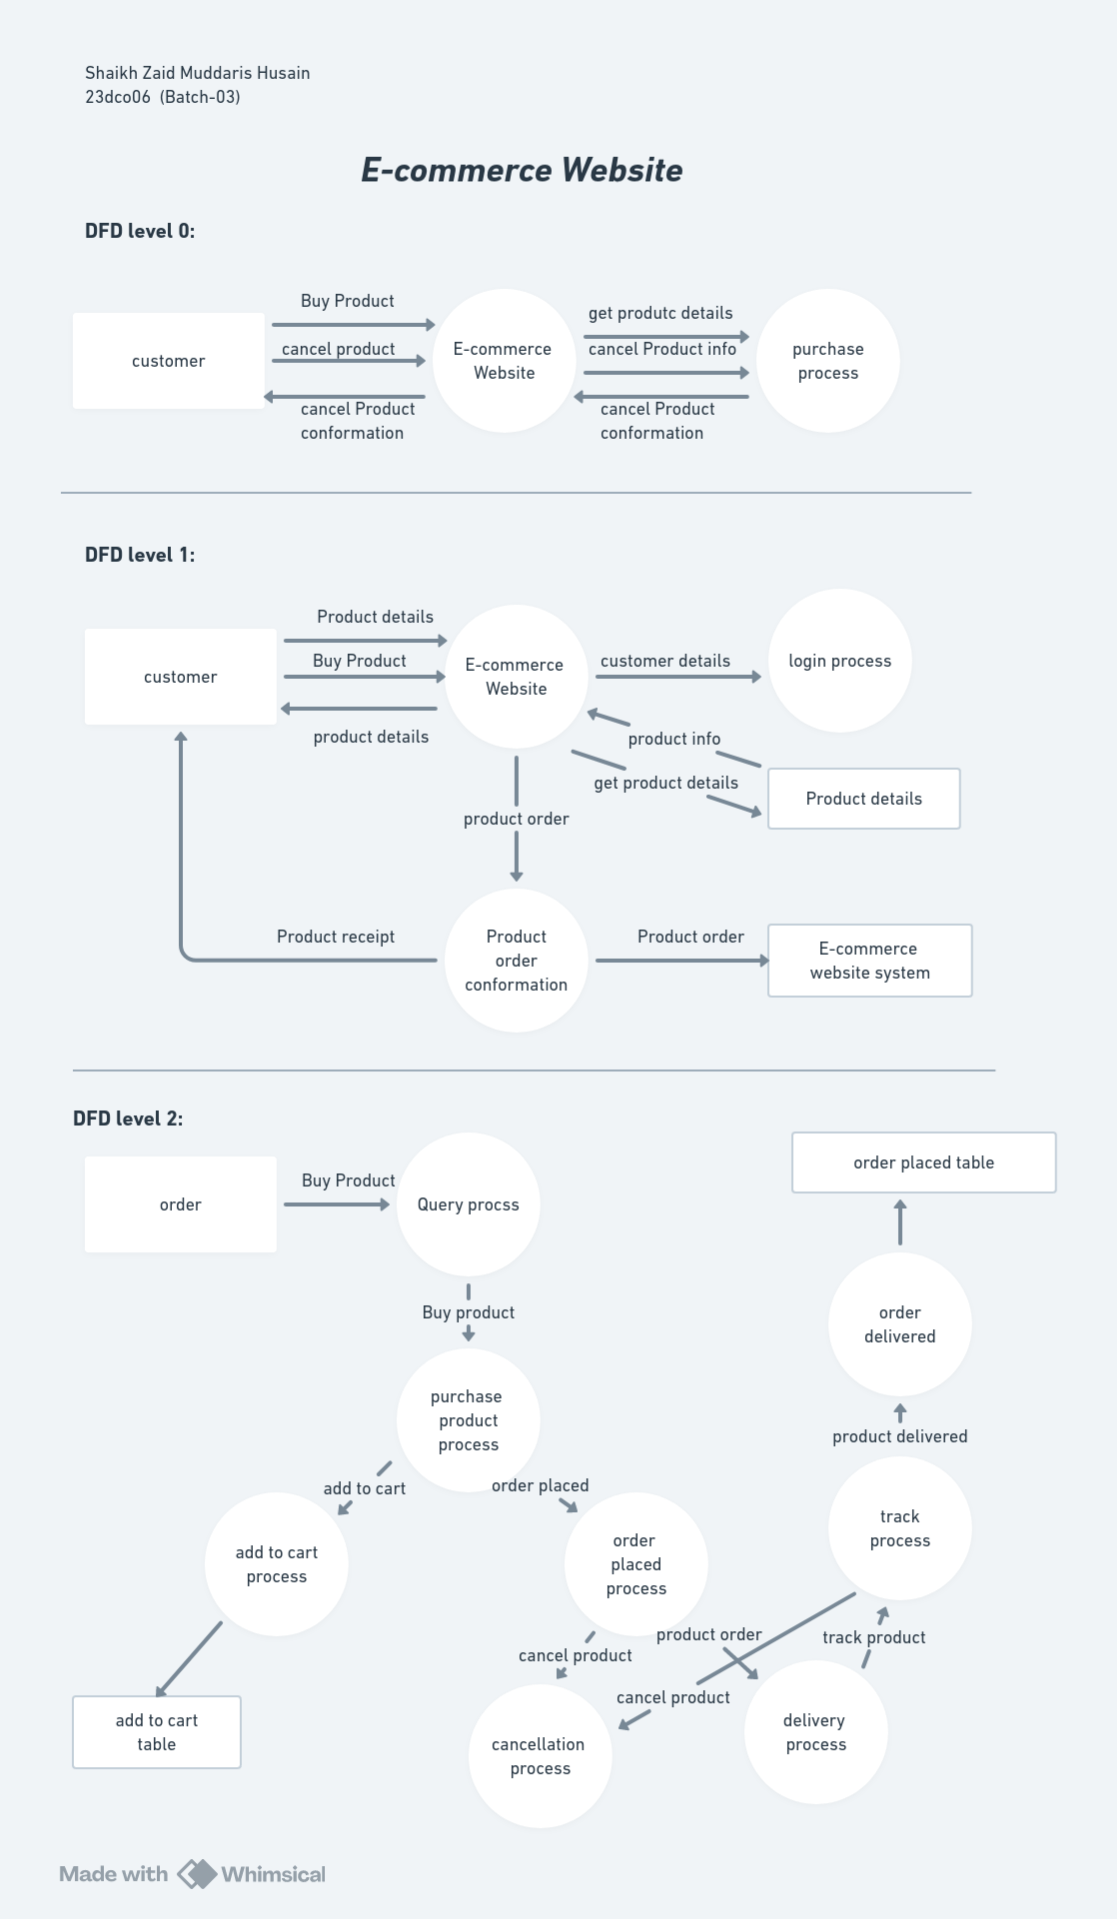 Shaikh Zaid Muddaris Husain
23dco06 (Batch-03)
E-commerce Website
DFD level 0:
Buy Product
cancel product
cancel Product
conformation
customer
E-commerce
Website
get produtc details
cancel Product info
cancel Product
conformation
purchase
process
DFD level 1:
customer
Product details
Buy Product
product details
E-commerce
Website
customer details
login process
product info
get product details
Product details
product order
Product receipt
Product
order
conformation
Product order
E-commerce
website system
DFD level 2:
order
Buy Product
Query procss
order placed table
Buy product
order
delivered
purchase
product
process
product delivered
add to cart
order placed
track
process
add to cart
process
order
placed
process
product order
track product
cancel product
cancel product
add to cart
table
cancellation
process
delivery
process
Made with Whimsical